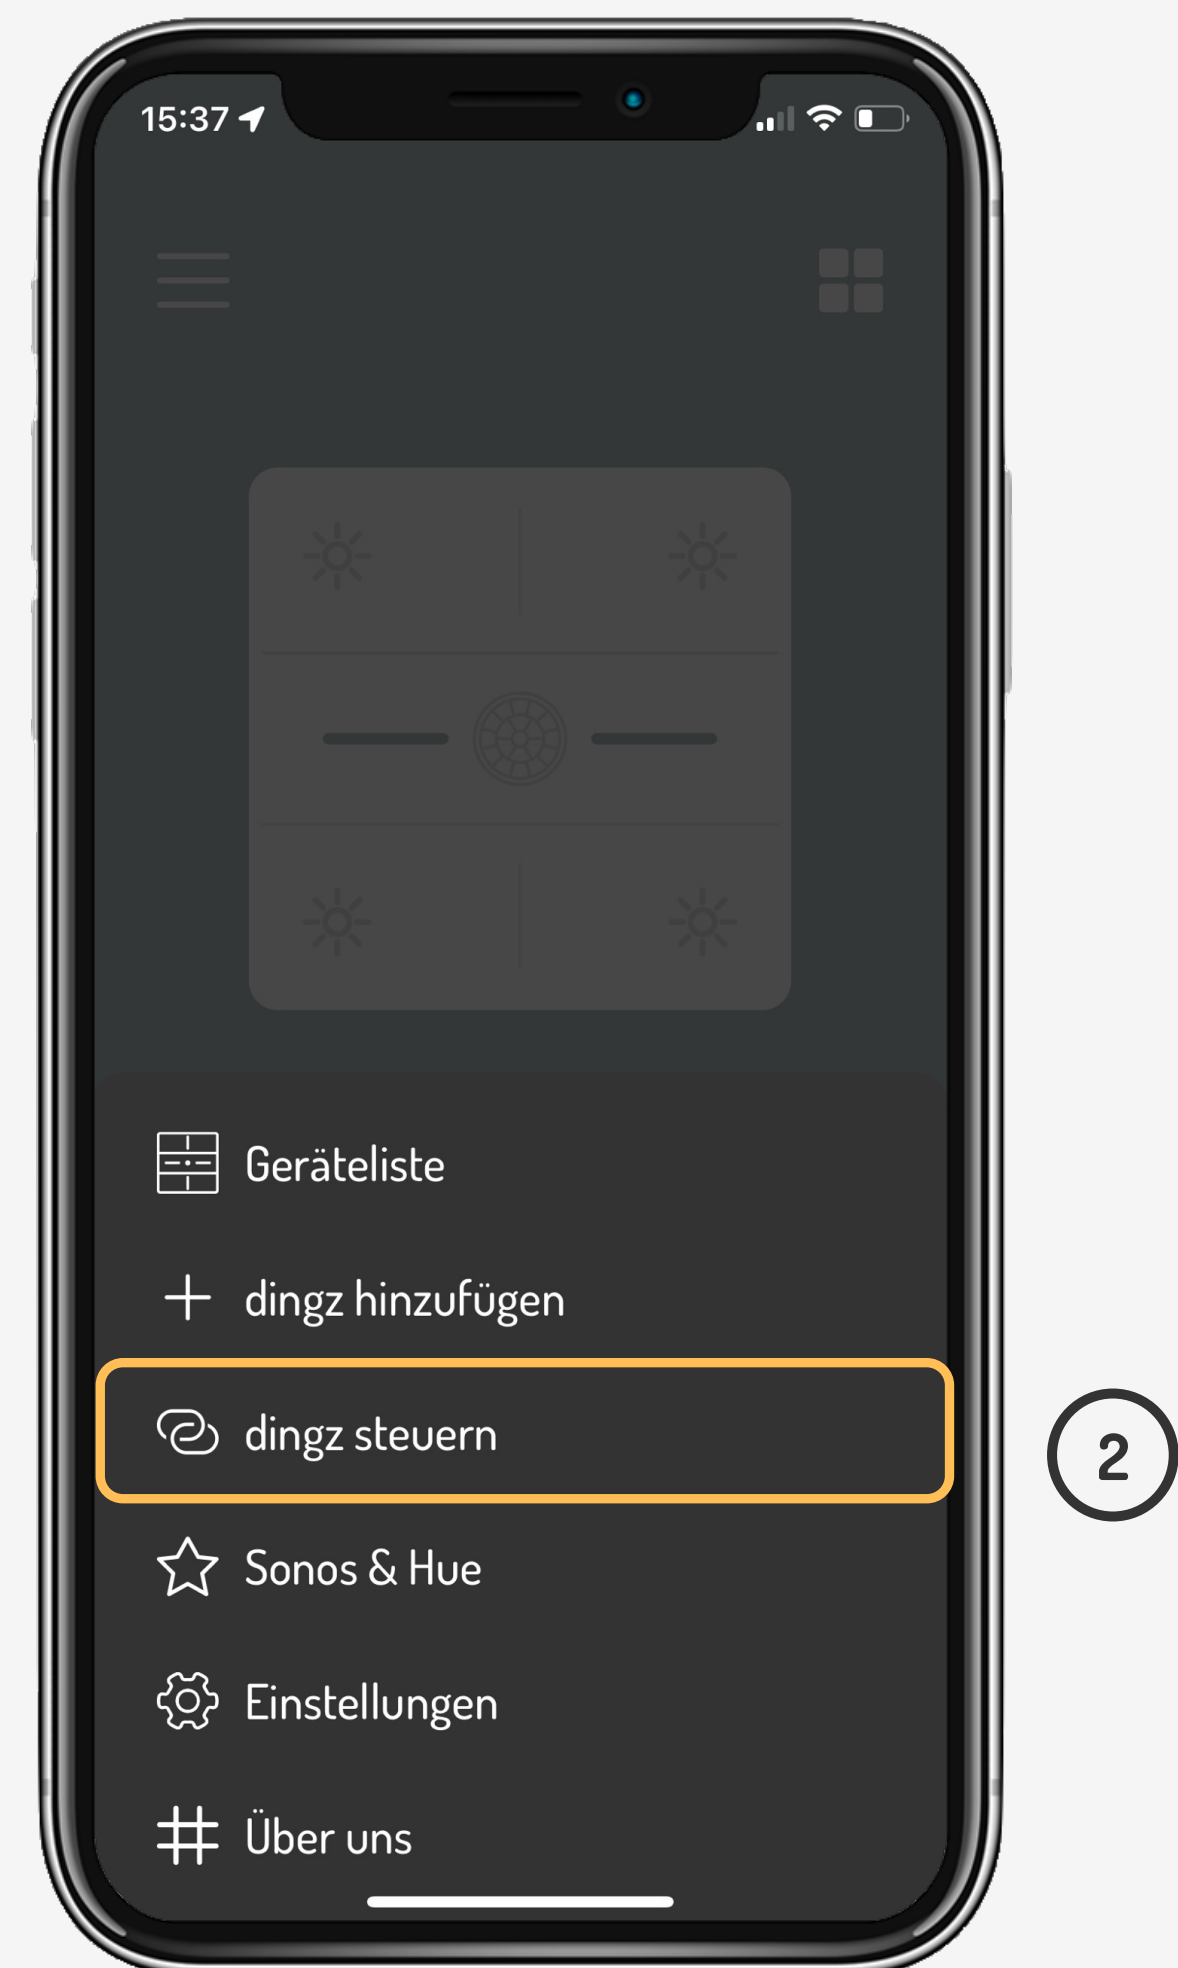 15:37
Geräteliste
dingz hinzufügen
dingz steuern
2
Sonos & Hue
Einstellungen
Über uns